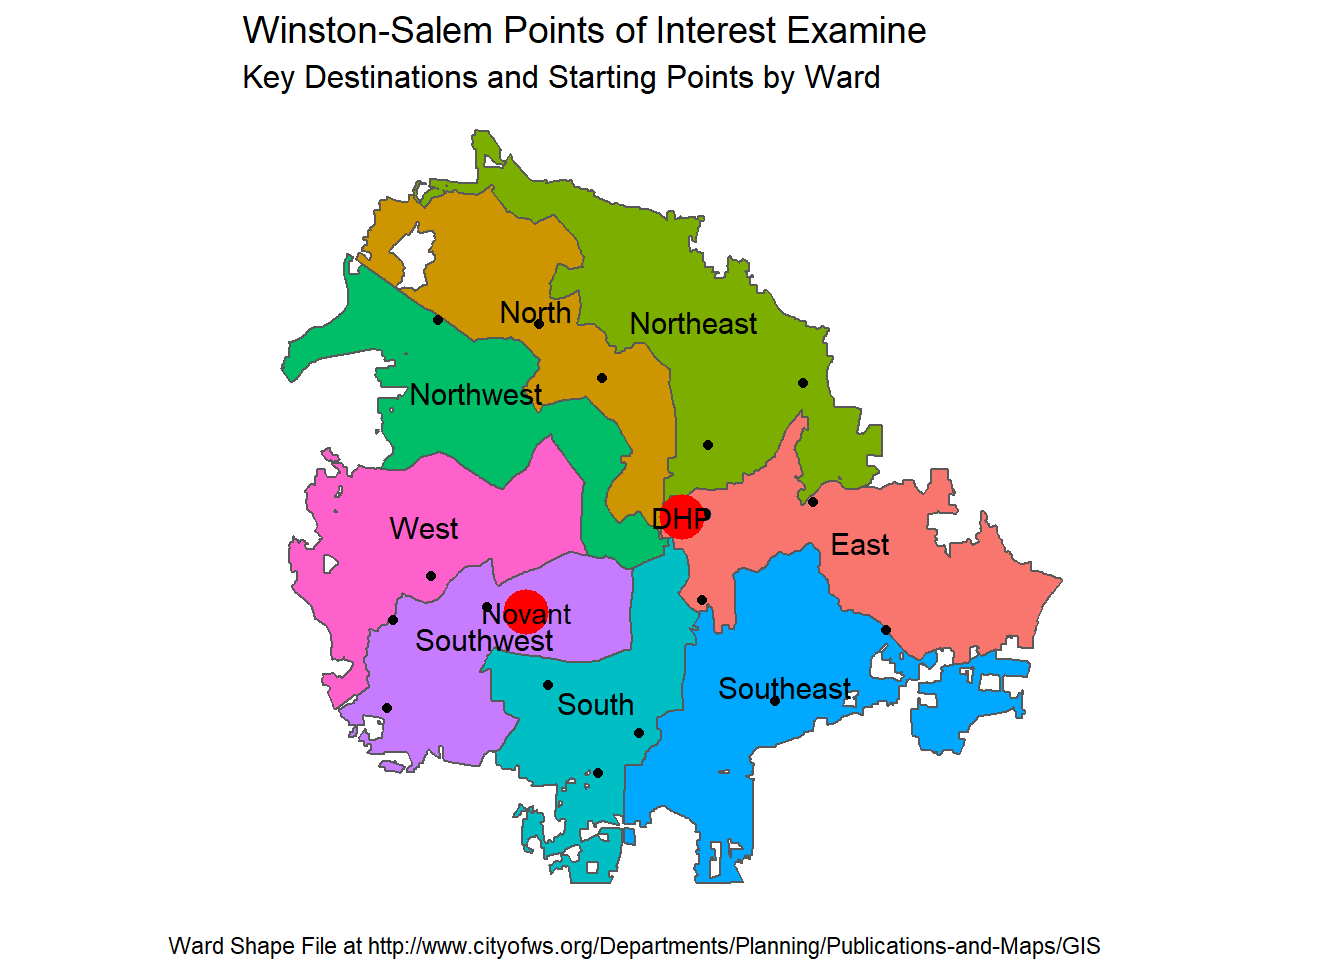 Winston-Salem Points of Interest Examine
Key Destinations and Starting Points by Ward
North
Northeast
Northwest
DHP
West
East
Novant
Southwest
Southeast
South
Ward Shape File at http://www.cityofws.org/Departments/Planning/Publications-and-Maps/GIS